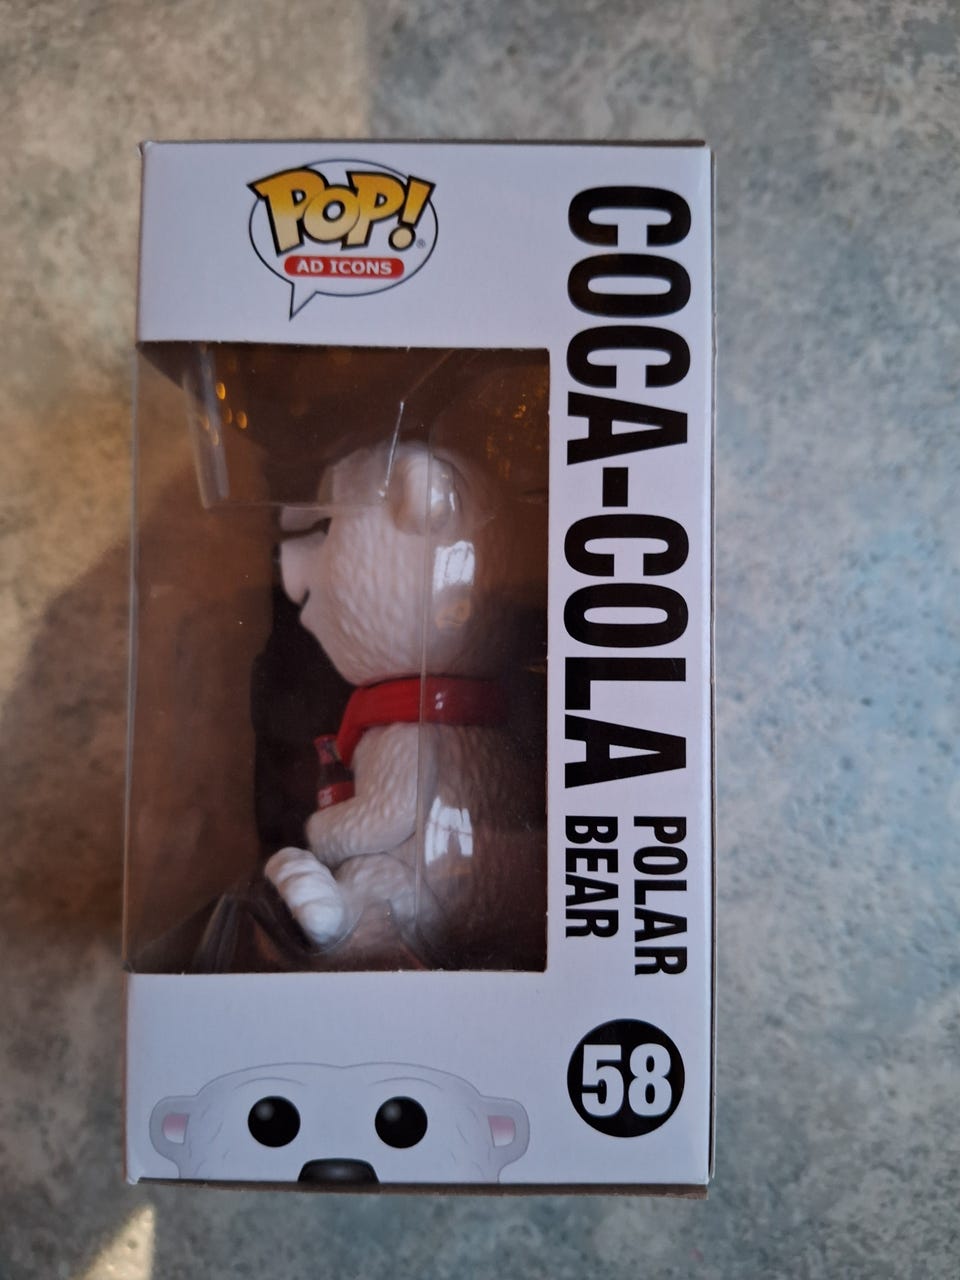 POP!
®
AD ICONS
COCA-COLA
POLAR
BEAR
58